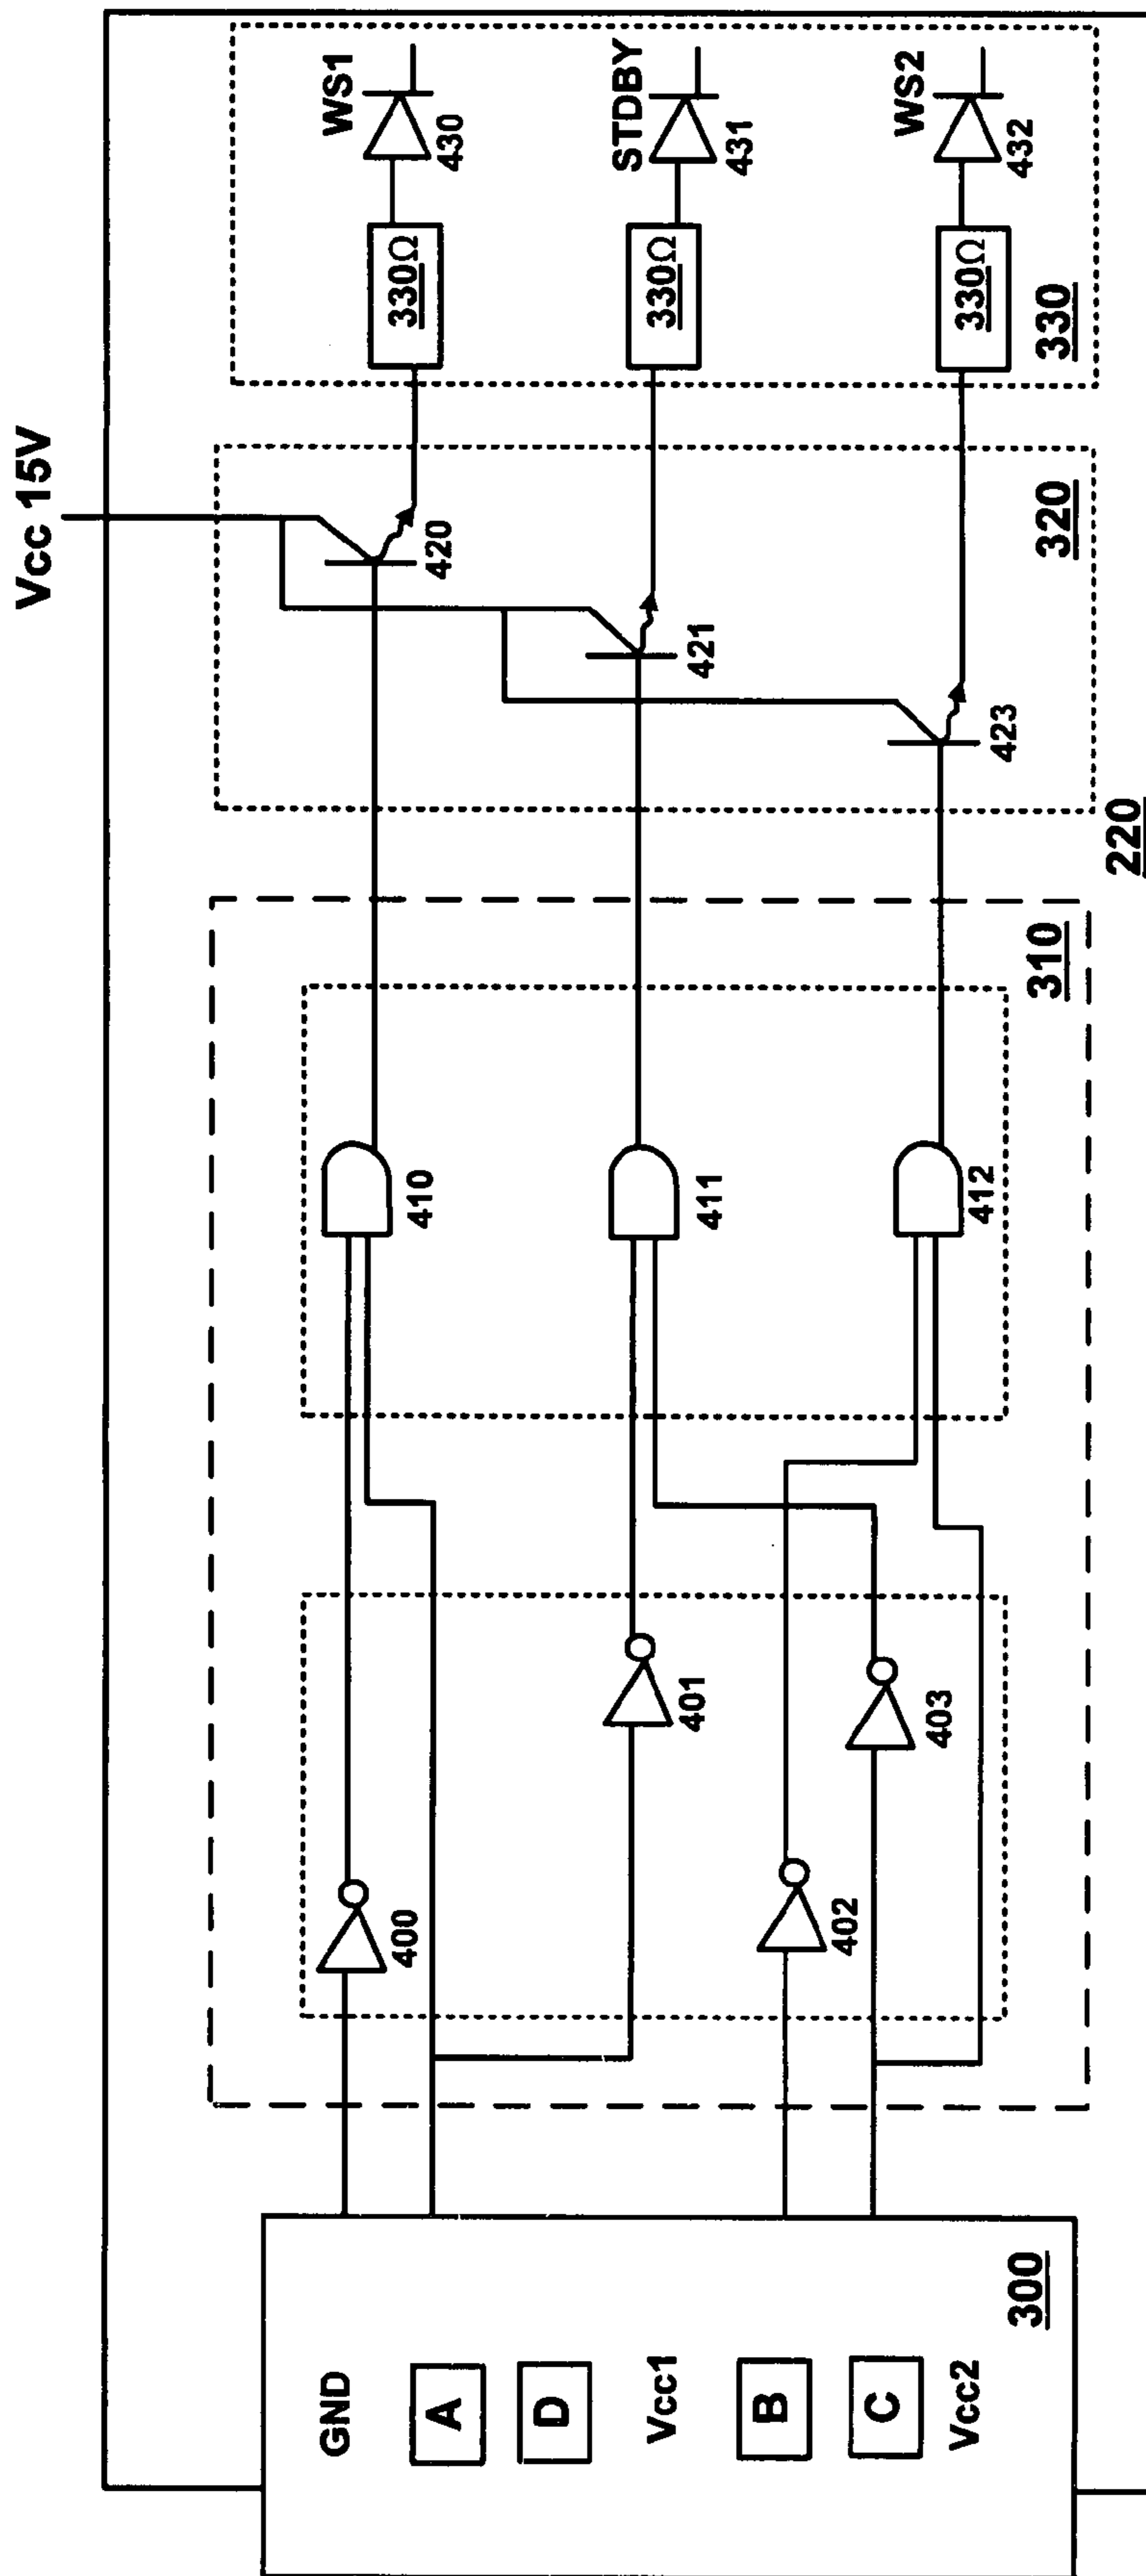 Vcc 15V
WS1
430
330Ω
STDBY
431
330Ω
WS2
432
330Ω
330
420
421
423
320
220
310
410
411
412
400
401
402
403
GND
A
D
Vcc1
B
C
Vcc2
300